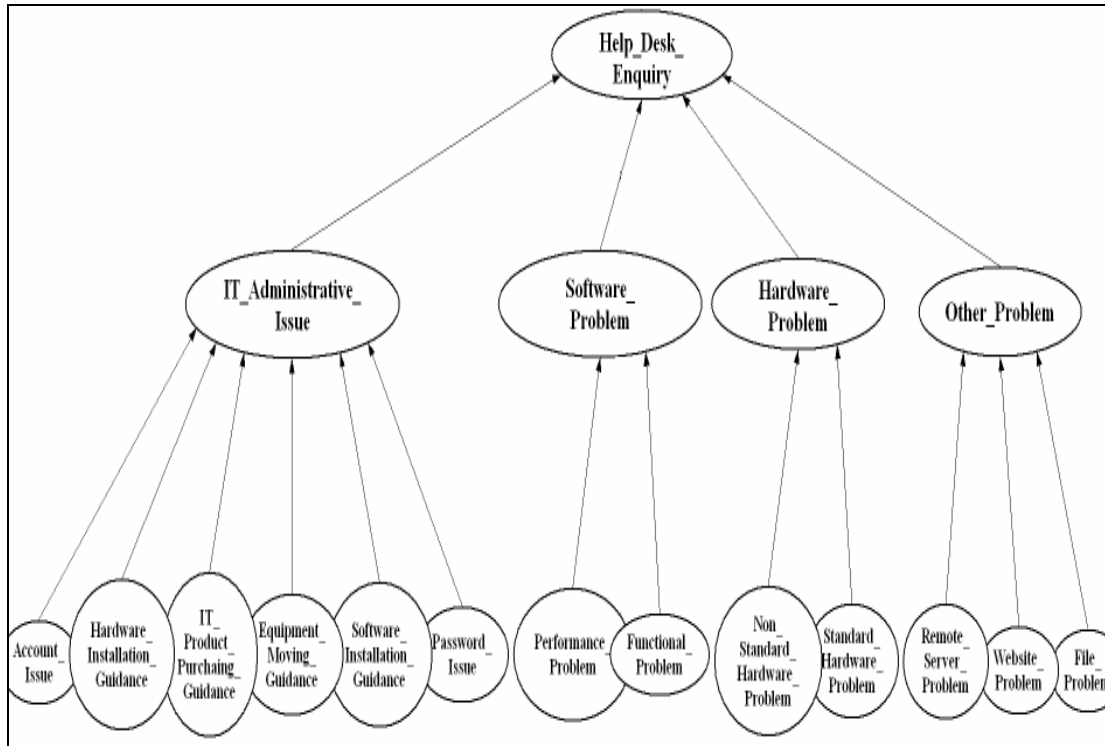 Help_Desk_
Enquiry
IT_Administrative_
Issue
Software_
Problem
Hardware_
Problem
Other_Problem
Account_
Issue
Hardware_
Installation_
Guidance
IT_
Product_
Purchaing_
Guidance
Equipment_
Moving_
Guidance
Software_
Installation_
Guidance
Password_
Issue
Performance_
Problem
Functional_
Problem
Non_
Standard_
Hardware_
Problem
Standard_
Hardware_
Problem
Remote_
Server_
Problem
Website_
Problem
File_
Problem